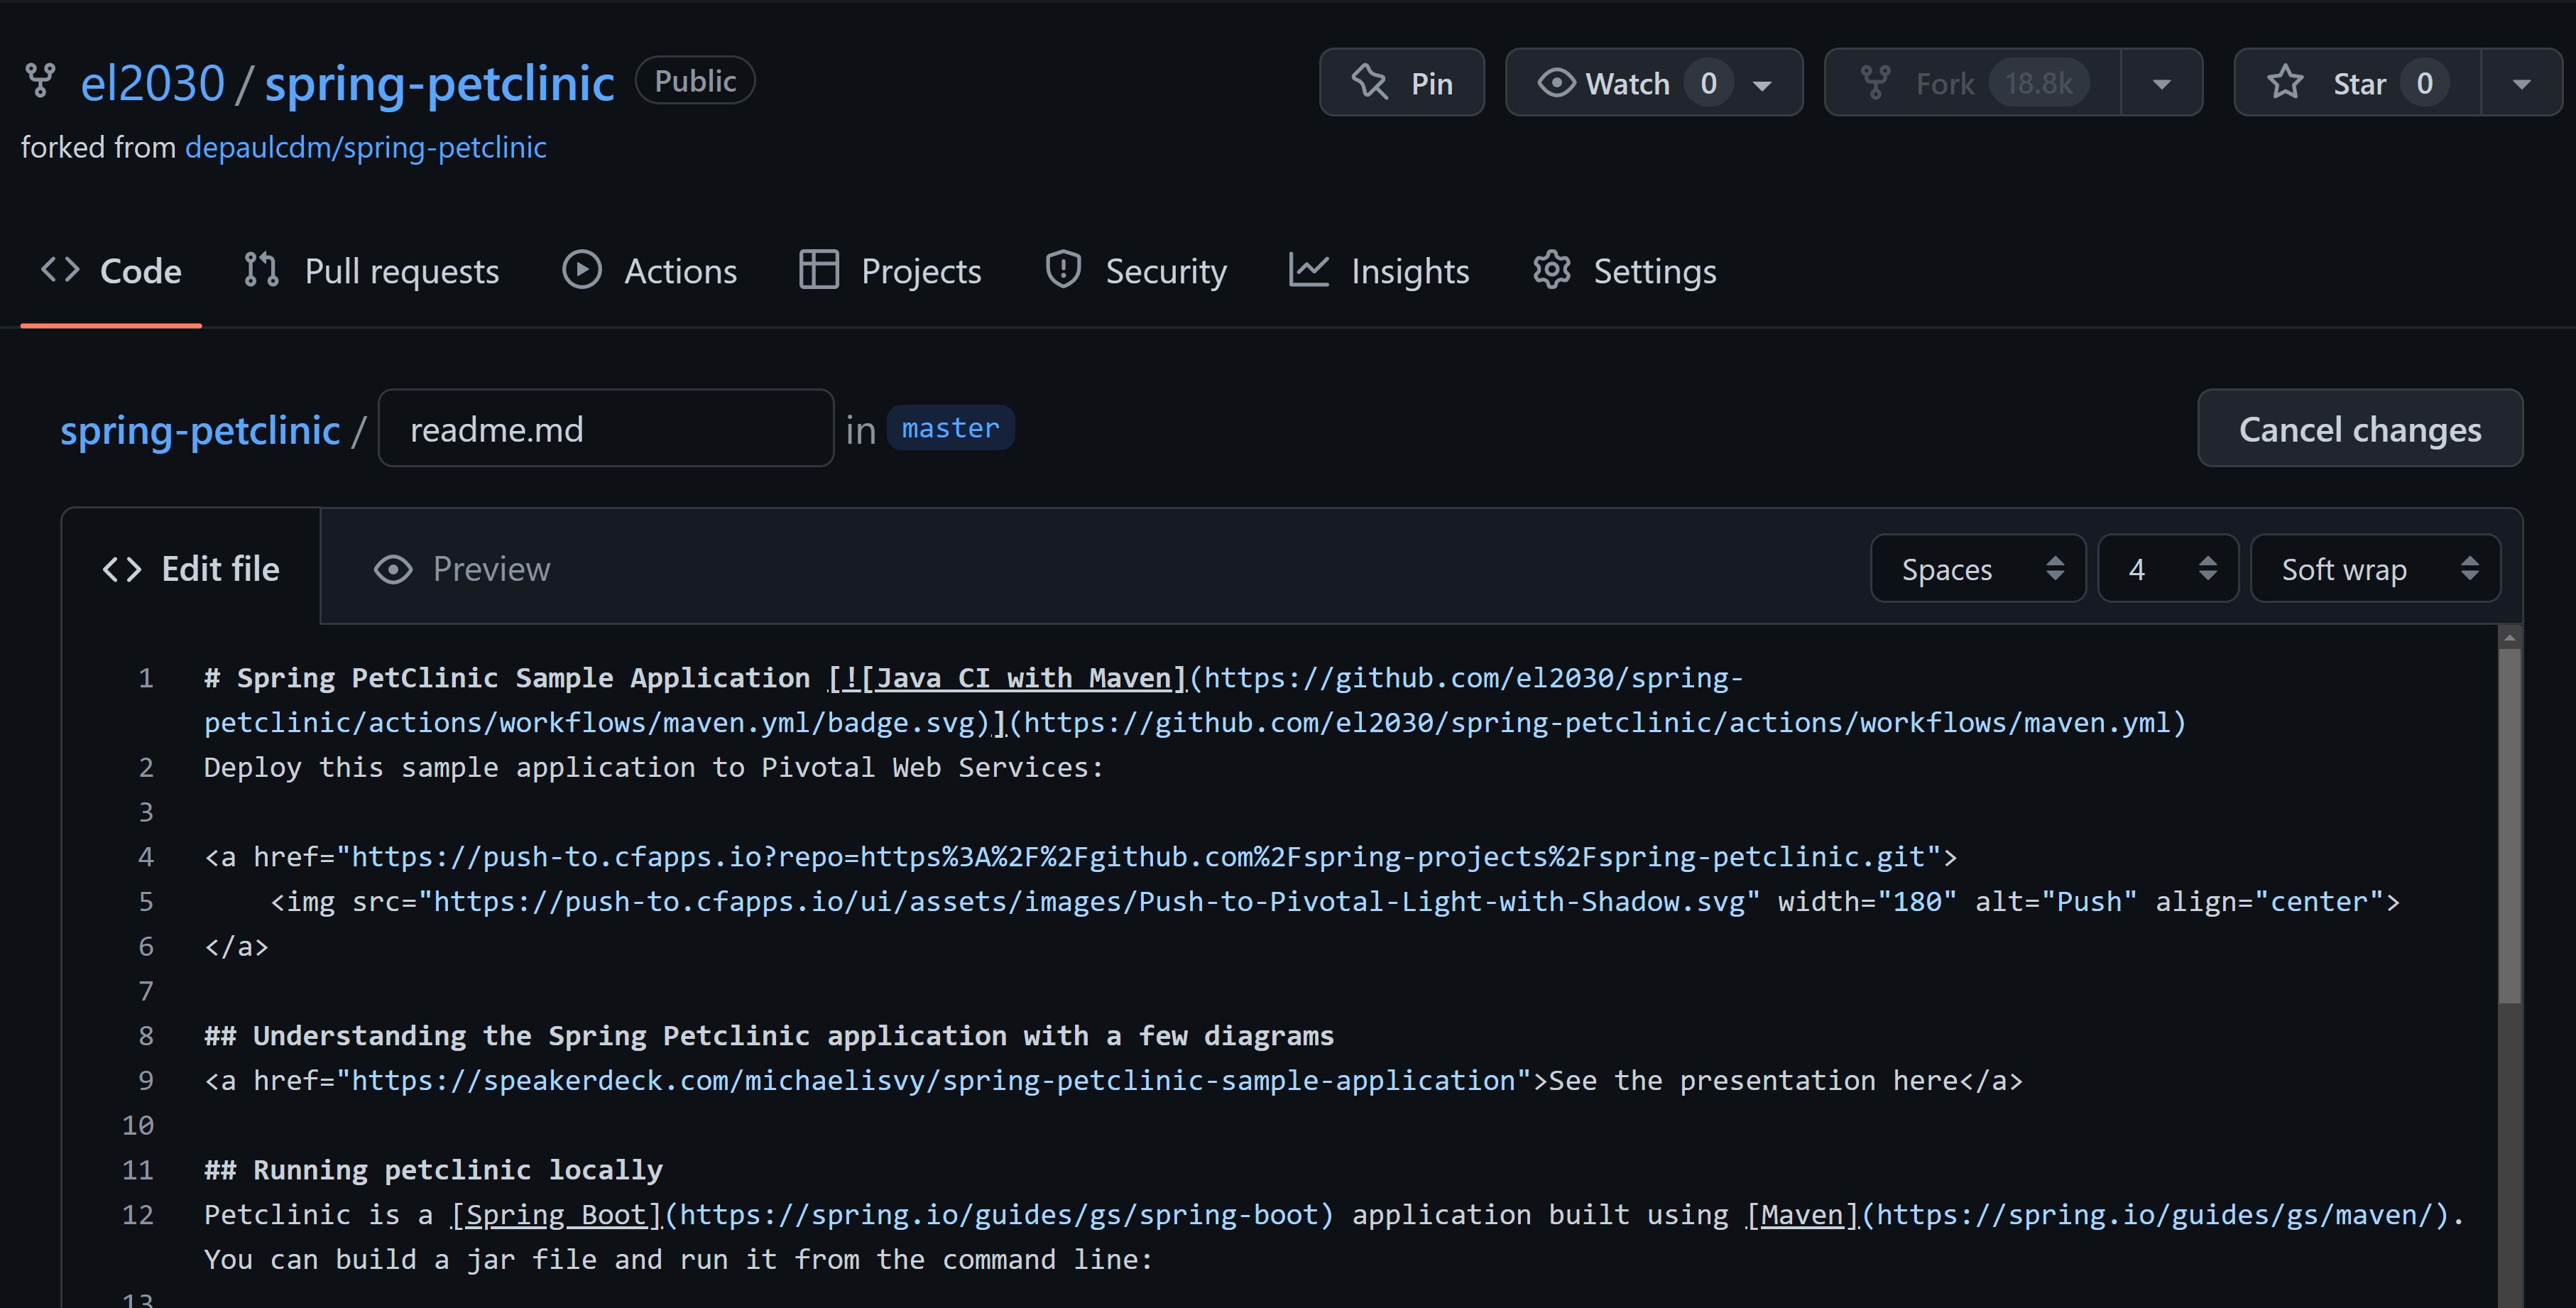 el2030 / spring-petclinic Public
Pin
Watch 0
Fork 18.8k
Star 0
forked from depaulcdm/spring-petclinic
Code
Pull requests
Actions
Projects
Security
Insights
Settings
spring-petclinic / readme.md in master
Cancel changes
Edit file
Preview
Spaces
4
Soft wrap
1 # Spring PetClinic Sample Application [![Java CI with Maven](https://github.com/el2030/spring-
petclinic/actions/workflows/maven.yml/badge.svg)](https://github.com/el2030/spring-petclinic/actions/workflows/maven.yml)
2 Deploy this sample application to Pivotal Web Services:
3
4 <a href="https://push-to.cfapps.io?repo=https%3A%2F%2Fgithub.com%2Fspring-projects%2Fspring-petclinic.git">
5     <img src="https://push-to.cfapps.io/ui/assets/images/Push-to-Pivotal-Light-with-Shadow.svg" width="180" alt="Push" align="center">
6 </a>
7
8 ## Understanding the Spring Petclinic application with a few diagrams
9 <a href="https://speakerdeck.com/michaelisvy/spring-petclinic-sample-application">See the presentation here</a>
10
11 ## Running petclinic locally
12 Petclinic is a [Spring Boot](https://spring.io/guides/gs/spring-boot) application built using [Maven](https://spring.io/guides/gs/maven/).
You can build a jar file and run it from the command line:
13